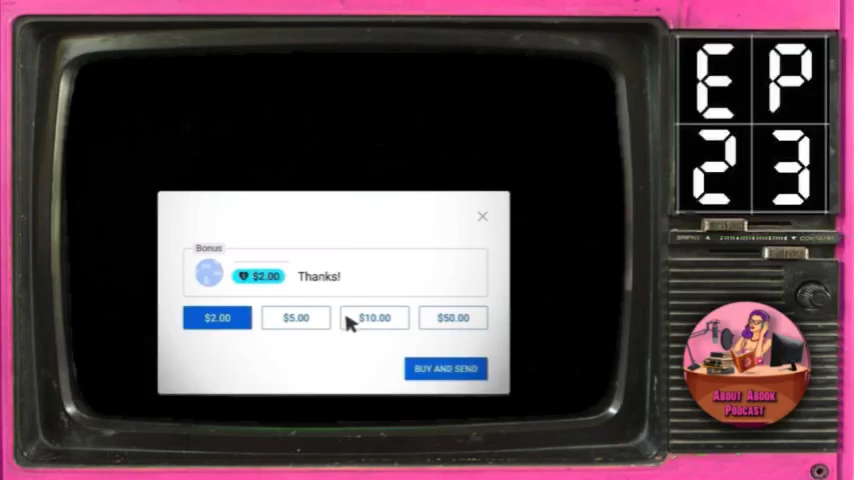 EP
23
Bonus
$2.00 Thanks!
$2.00 $5.00 $10.00 $50.00
BUY AND SEND
ABOUT ABOOK
PODCAST